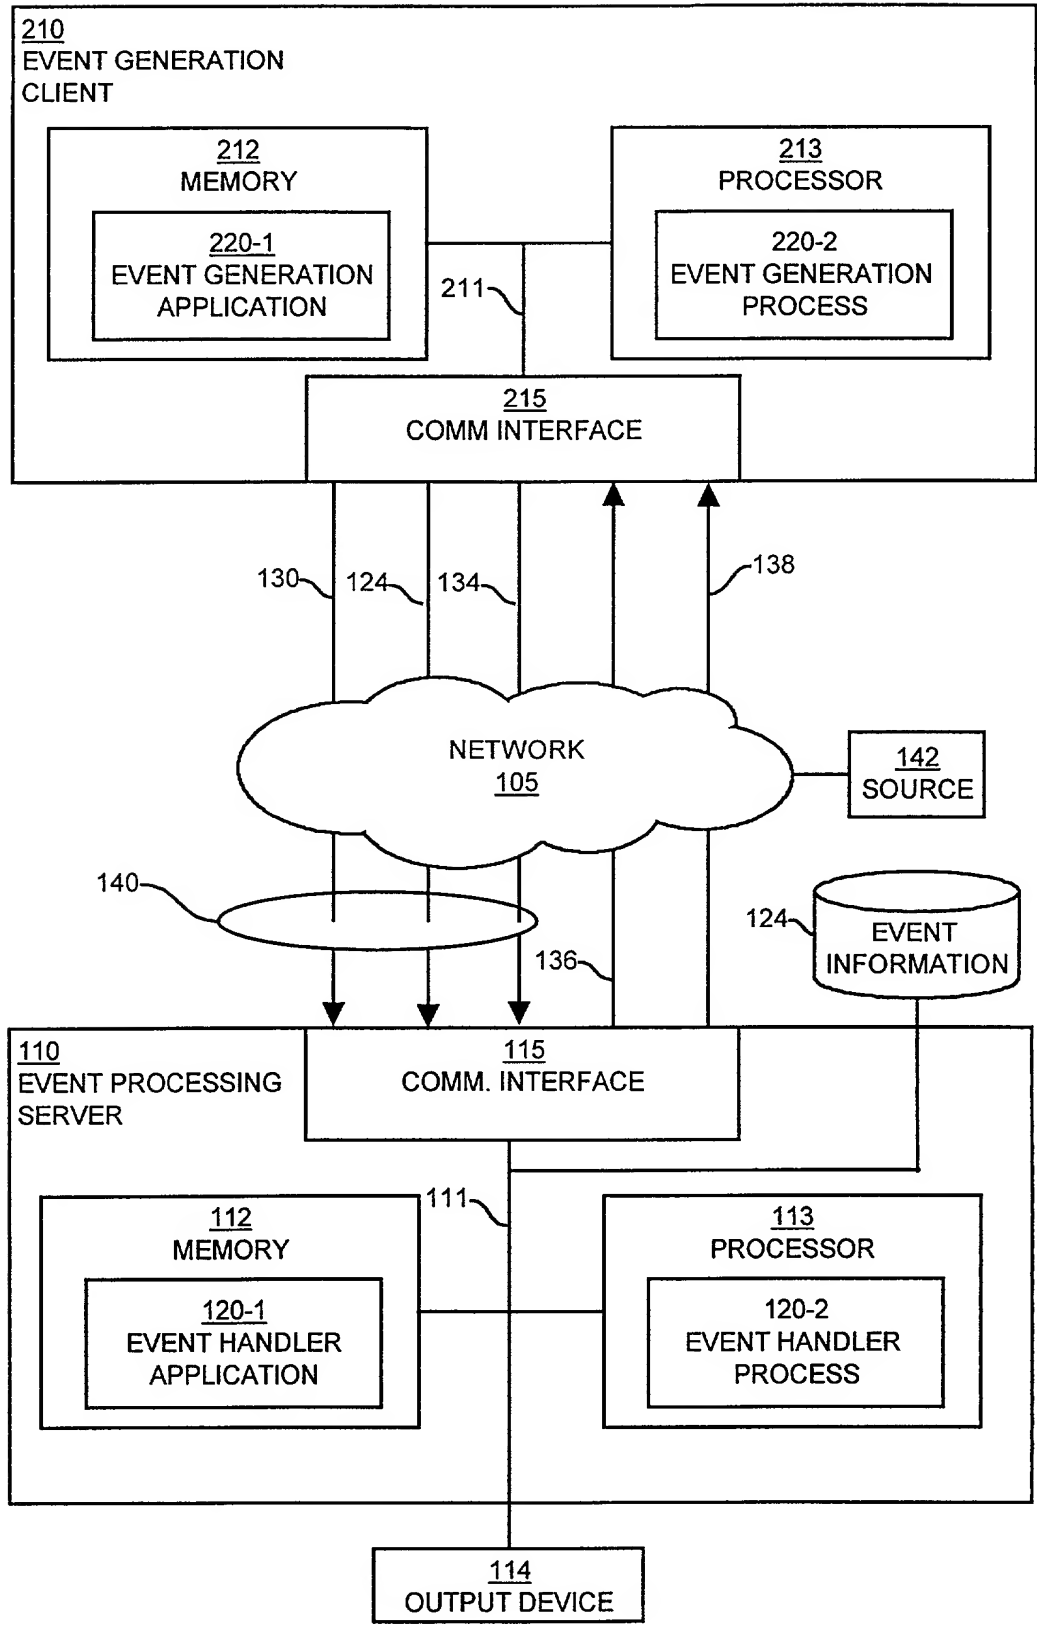 210
EVENT GENERATION
CLIENT
212
MEMORY
220-1
EVENT GENERATION
APPLICATION
213
PROCESSOR
220-2
EVENT GENERATION
PROCESS
211
215
COMM INTERFACE
130
124
134
138
NETWORK
105
142
SOURCE
140
136
124
EVENT
INFORMATION
110
EVENT PROCESSING
SERVER
115
COMM. INTERFACE
111
112
MEMORY
120-1
EVENT HANDLER
APPLICATION
113
PROCESSOR
120-2
EVENT HANDLER
PROCESS
114
OUTPUT DEVICE